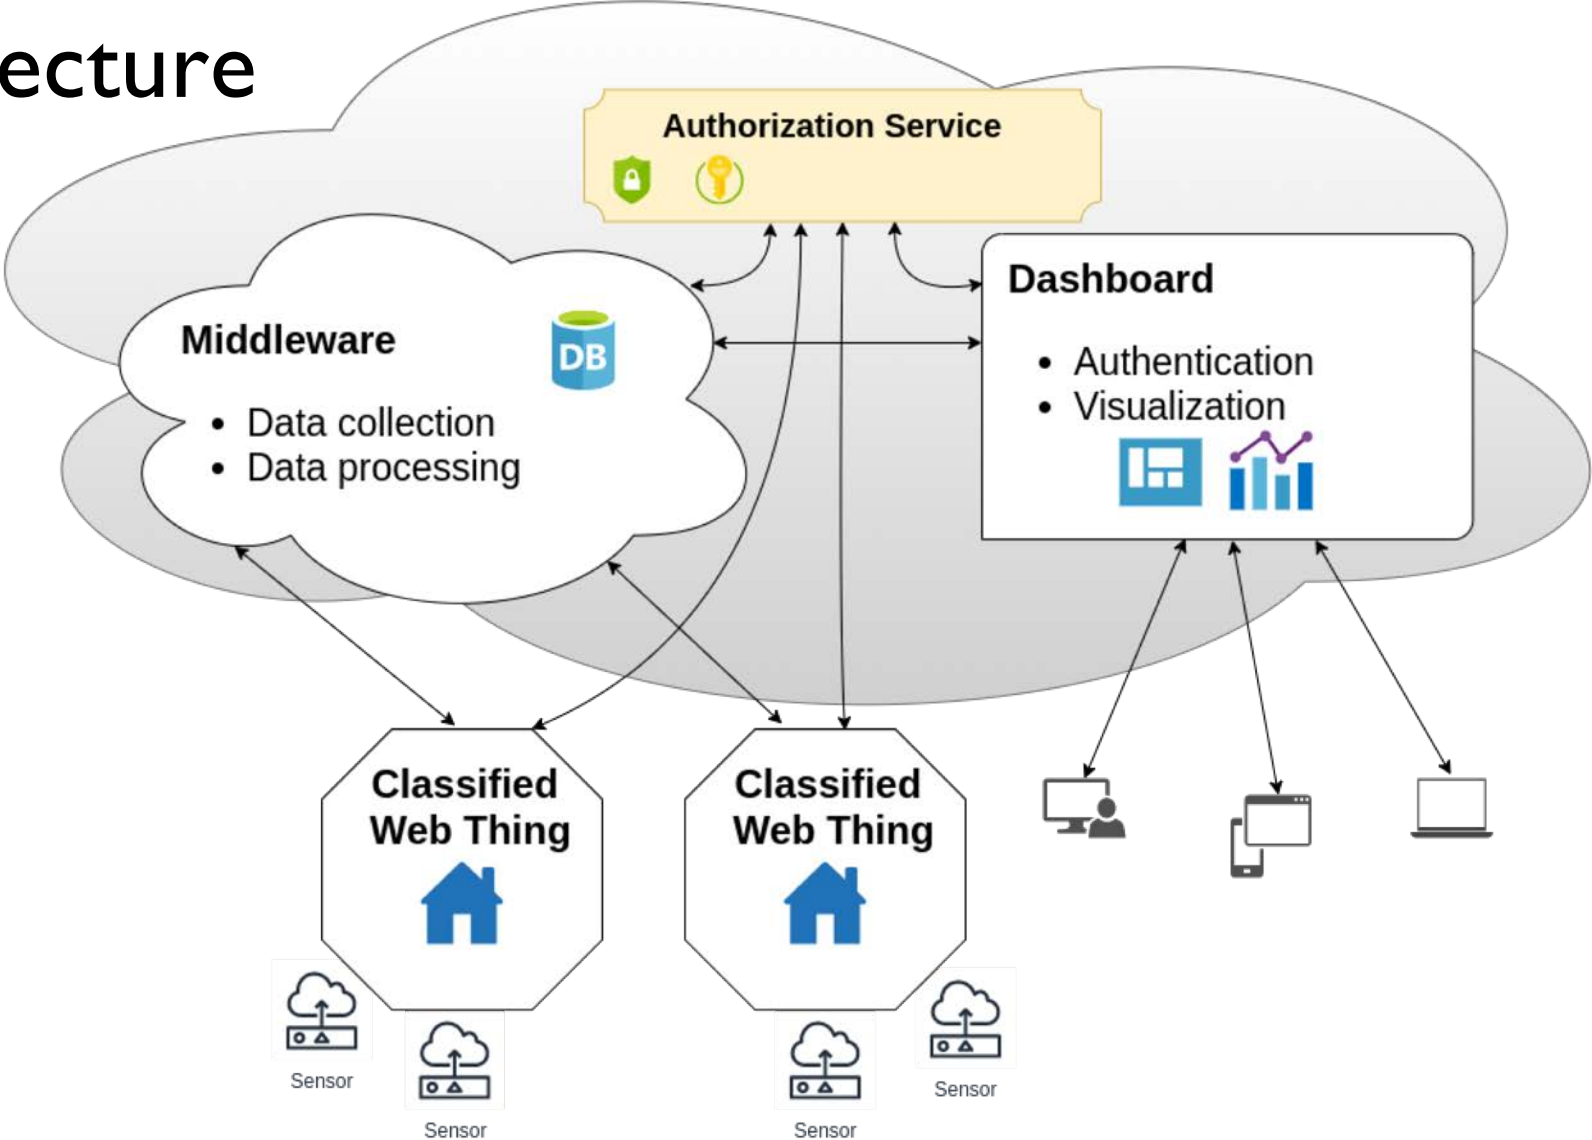 ecture
Authorization Service
Dashboard
• Authentication
• Visualization
Middleware
DB
• Data collection
• Data processing
Classified
Web Thing
Classified
Web Thing
Sensor
Sensor
Sensor
Sensor